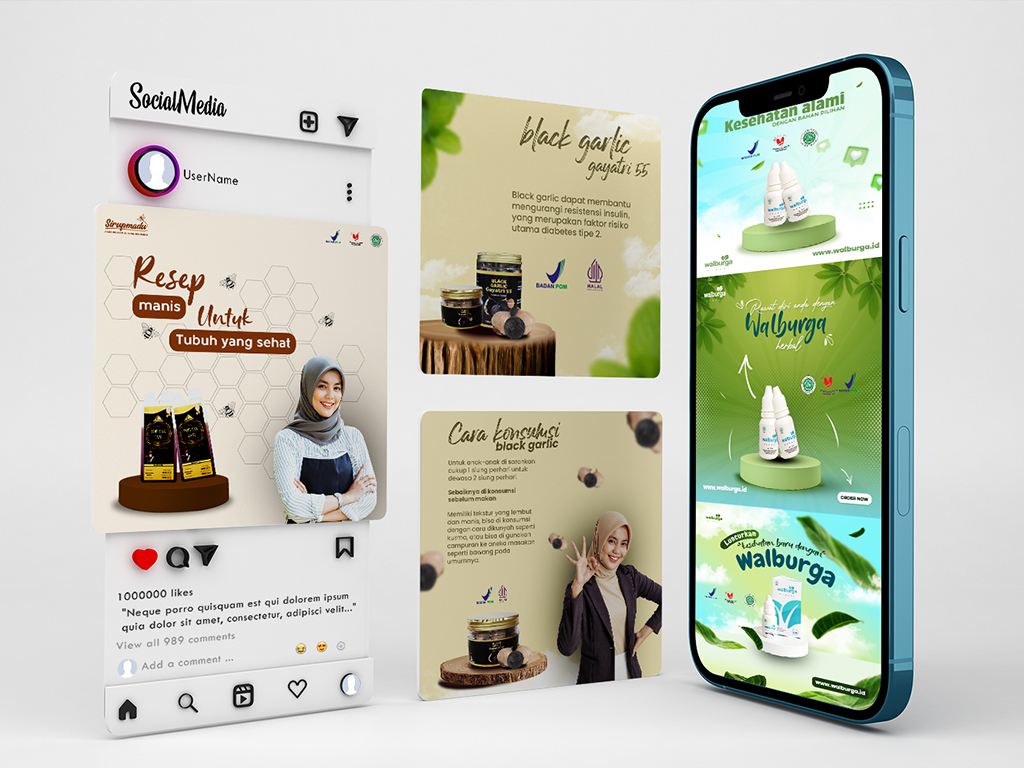 SocialMedia
UserName
Sirupmadu
Resep
manis
Untuk
Tubuh yang sehat
1000000 likes
"Neque porro quisquam est qui dolorem ipsum
quia dolor sit amet, consectetur, adipisci velit..."
View all 989 comments
Add a comment ...
black garlic
gayatri 55
Black garlic dapat membantu
mengurangi resistensi insulin,
yang merupakan faktor risiko
utama diabetes tipe 2.
BLACK
GARLIC
Gayatri 55
BADAN POM
HALAL
Cara konsumsi
black garlic
Untuk anak-anak di sarankan
cukup 1 siung perhari untuk
dewasa 2 siung perhari.
Sebaiknya di konsumsi
sebelum makan
Memiliki tekstur yang lembut
dan manis, bisa di konsumsi
dengan cara dikunyah seperti
kurma, atau bisa di gunakan
campuran ke aneka masakan
seperti bawang pada
umumnya.
Kesehatan alami
DENGAN BAHAN PILIHAN
walburga
www.walburga.id
walburga
Rawat diri anda dengan
Walburga
herbal
www.walburga.id
ORDER NOW
Luncurkan
Kesehatan baru dengan
Walburga
walburga
www.walburga.id